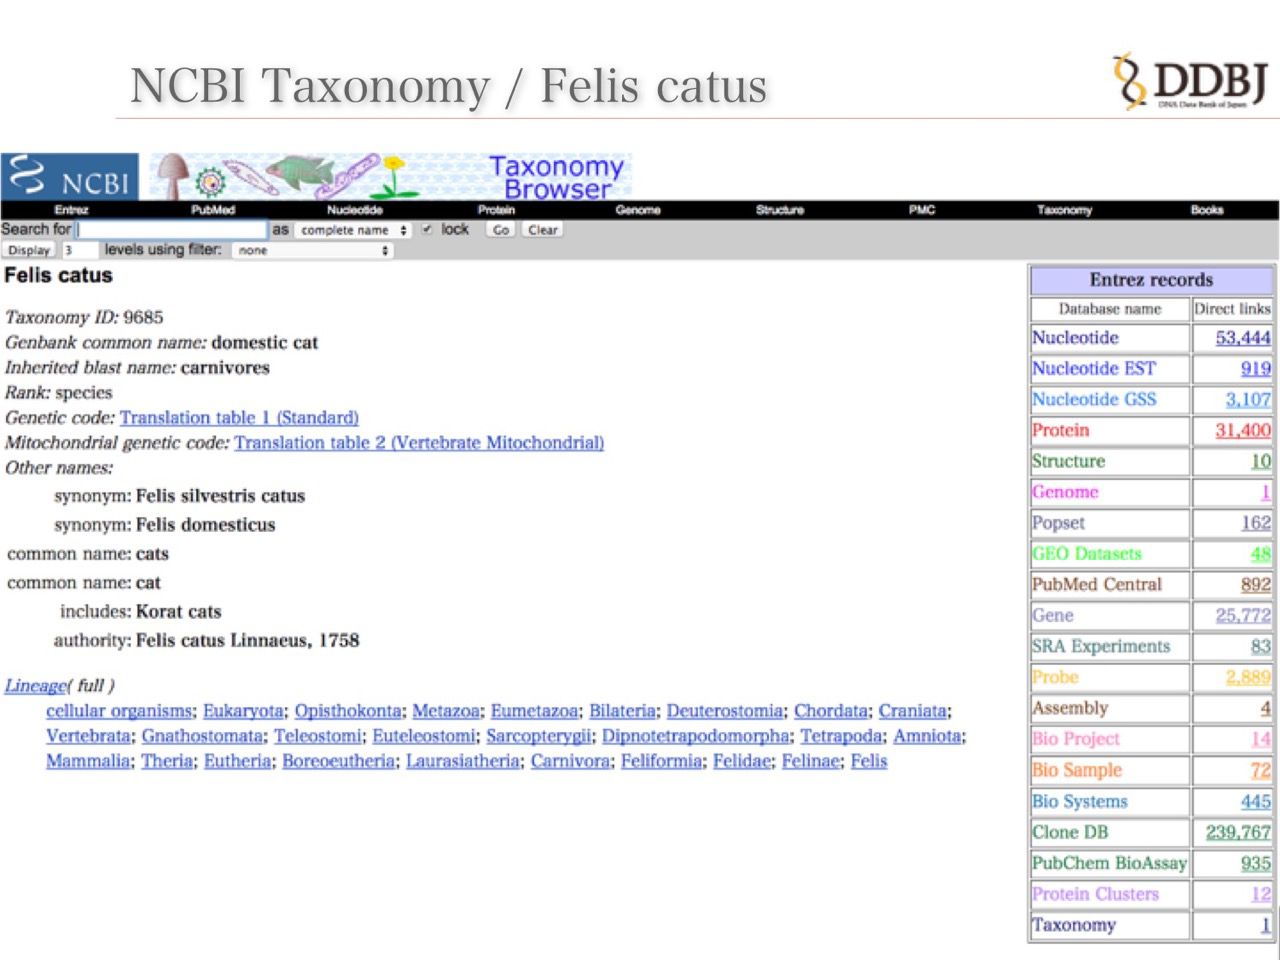 NCBI Taxonomy / Felis catus
DDBJ
DNA Data Bank of Japan
NCBI
Taxonomy
Browser
Entrez PubMed Nucleotide Protein Genome Structure PMC Taxonomy Books
Search for as complete name lock Go Clear
Display 3 levels using filter: none
Felis catus
Taxonomy ID: 9685
Genbank common name: domestic cat
Inherited blast name: carnivores
Rank: species
Genetic code: Translation table 1 (Standard)
Mitochondrial genetic code: Translation table 2 (Vertebrate Mitochondrial)
Other names:
synonym: Felis silvestris catus
synonym: Felis domesticus
common name: cats
common name: cat
includes: Korat cats
authority: Felis catus Linnaeus, 1758
Lineage( full )
cellular organisms; Eukaryota; Opisthokonta; Metazoa; Eumetazoa; Bilateria; Deuterostomia; Chordata; Craniata;
Vertebrata; Gnathostomata; Teleostomi; Euteleostomi; Sarcopterygii; Dipnotetrapodomorpha; Tetrapoda; Amniota;
Mammalia; Theria; Eutheria; Boreoeutheria; Laurasiatheria; Carnivora; Feliformia; Felidae; Felinae; Felis
Entrez records
Database name Direct links
Nucleotide 53,444
Nucleotide EST 919
Nucleotide GSS 3,107
Protein 31,400
Structure 10
Genome 1
Popset 162
GEO Datasets 48
PubMed Central 892
Gene 25,772
SRA Experiments 83
Probe 2,889
Assembly 4
Bio Project 14
Bio Sample 72
Bio Systems 445
Clone DB 239,767
PubChem BioAssay 935
Protein Clusters 12
Taxonomy 1